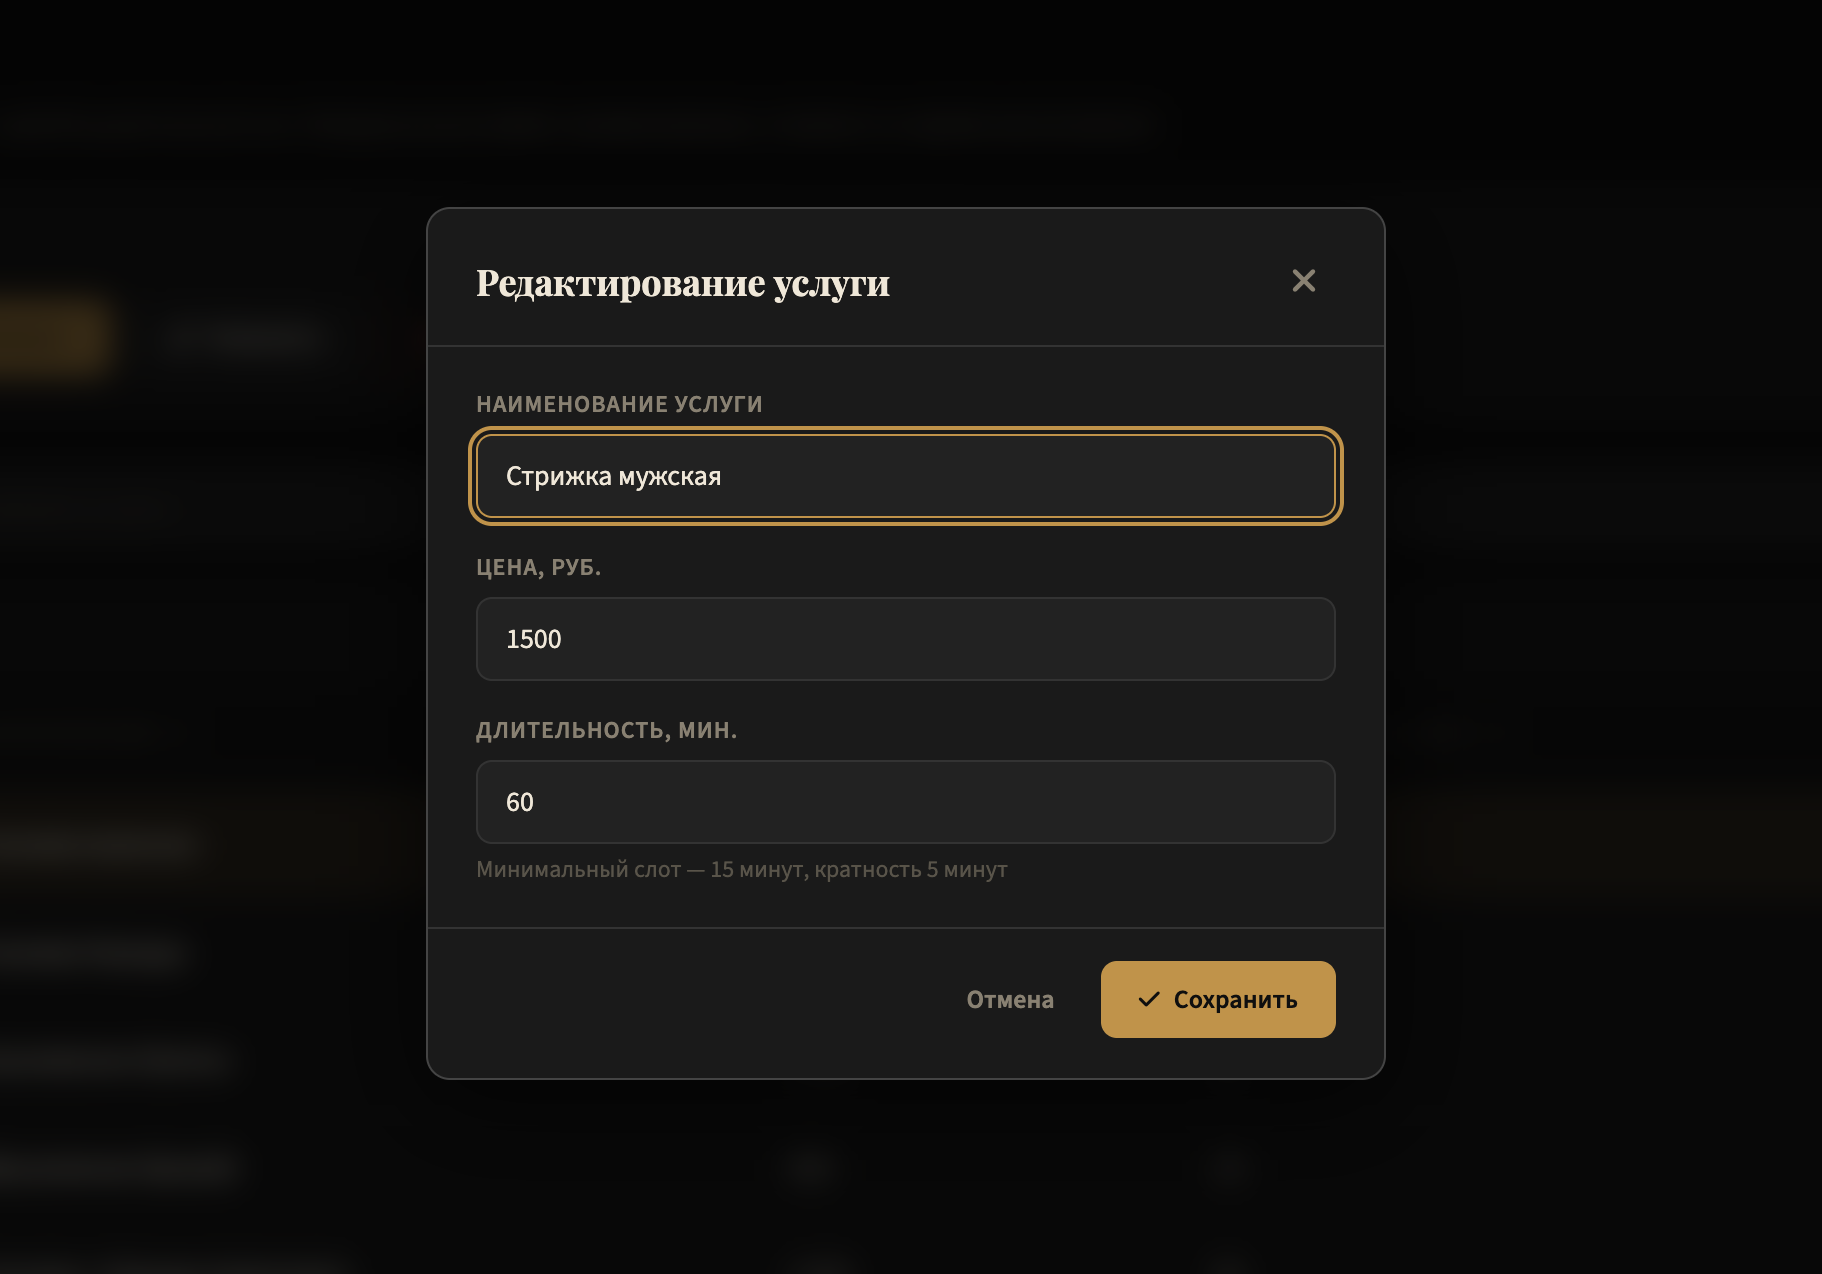 Редактирование услуги
НАИМЕНОВАНИЕ УСЛУГИ
Стрижка мужская
ЦЕНА, РУБ.
1500
ДЛИТЕЛЬНОСТЬ, МИН.
60
Минимальный слот — 15 минут, кратность 5 минут
Отмена
Сохранить